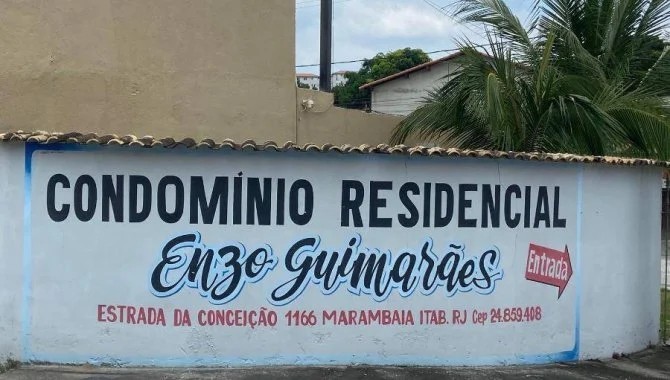 CONDOMÍNIO RESIDENCIAL
Enzo Guimarães
Entrada
ESTRADA DA CONCEIÇÃO 1166 MARAMBAIA ITAB. RJ Cep 24.859.408